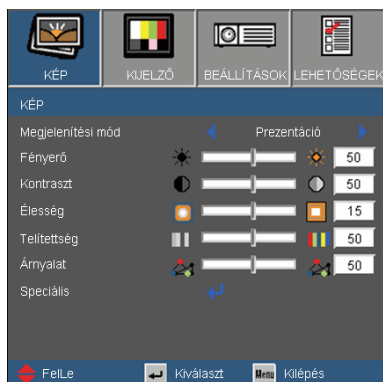 KÉP KIJELZŐ BEÁLLÍTÁSOK LEHETŐSÉGEK
KÉP
Megjelenítési mód Prezentáció
Fényerő 50
Kontraszt 50
Élesség 15
Telítettség 50
Árnyalat 50
Speciális
FelLe Kiválaszt Menu Kilépés